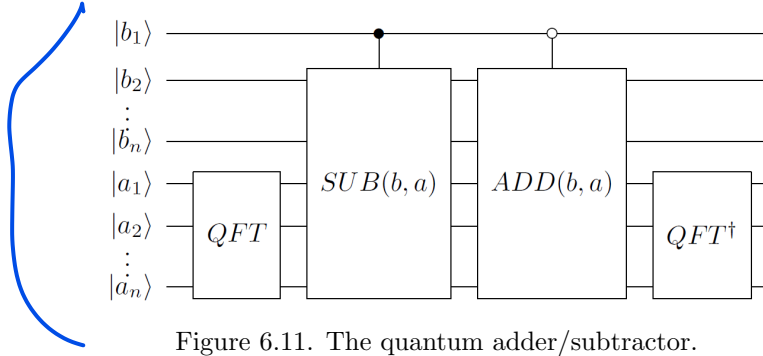 |b₁⟩
|b₂⟩
⋮
|bₙ⟩
|a₁⟩
|a₂⟩
⋮
|aₙ⟩
QFT
SUB(b, a)
ADD(b, a)
QFT†
Figure 6.11. The quantum adder/subtractor.